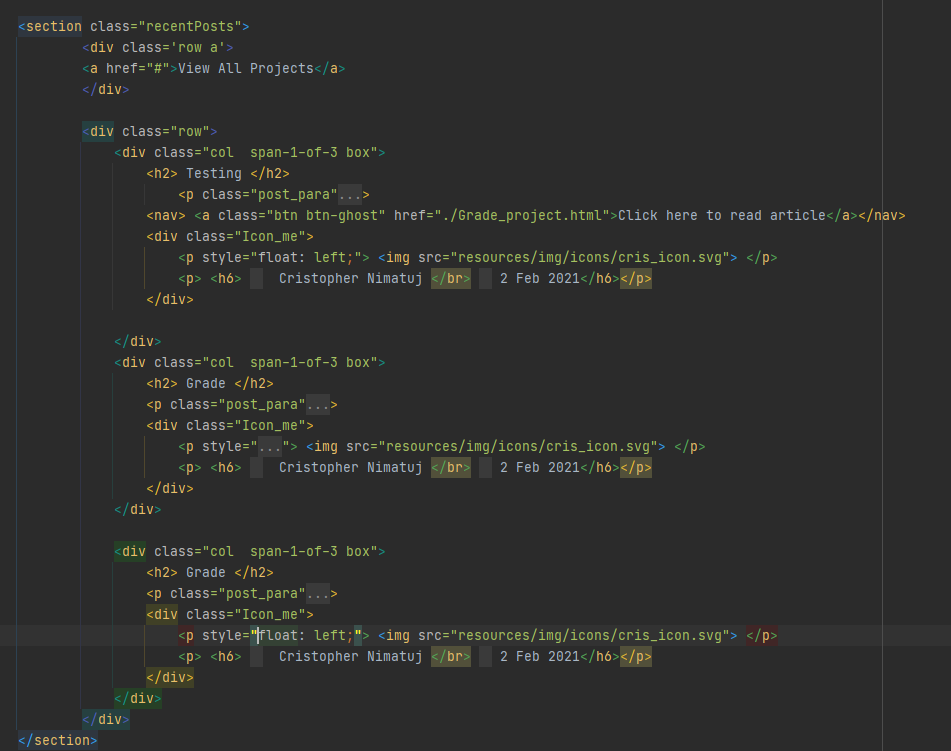 <section class="recentPosts">
<div class='row a'>
<a href="#">View All Projects</a>
</div>
<div class="row">
<div class="col  span-1-of-3 box">
<h2> Testing </h2>
<p class="post_para"...>
<nav> <a class="btn btn-ghost" href="./Grade_project.html">Click here to read article</a></nav>
<div class="Icon_me">
<p style="float: left;"> <img src="resources/img/icons/cris_icon.svg"> </p>
<p> <h6>     Cristopher Nimatuj </br>    2 Feb 2021</h6></p>
</div>
</div>
<div class="col  span-1-of-3 box">
<h2> Grade </h2>
<p class="post_para"...>
<div class="Icon_me">
<p style="..."> <img src="resources/img/icons/cris_icon.svg"> </p>
<p> <h6>     Cristopher Nimatuj </br>    2 Feb 2021</h6></p>
</div>
</div>
<div class="col  span-1-of-3 box">
<h2> Grade </h2>
<p class="post_para"...>
<div class="Icon_me">
<p style="float: left;"> <img src="resources/img/icons/cris_icon.svg"> </p>
<p> <h6>     Cristopher Nimatuj </br>    2 Feb 2021</h6></p>
</div>
</div>
</div>
</section>